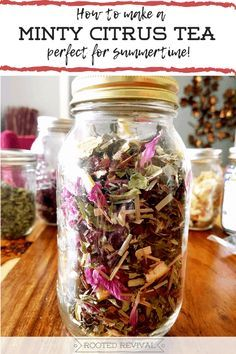 How to make a
MINTY CITRUS TEA
perfect for summertime!
ROOTED REVIVAL